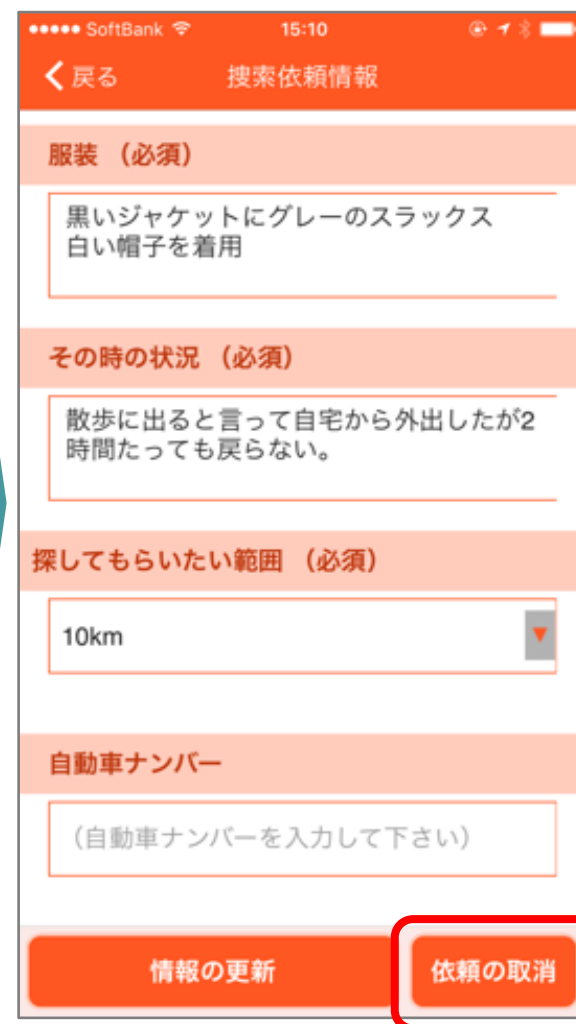 SoftBank 15:10
戻る 捜索依頼情報
服装 （必須）
黒いジャケットにグレーのスラックス
白い帽子を着用
その時の状況 （必須）
散歩に出ると言って自宅から外出したが2
時間たっても戻らない。
探してもらいたい範囲 （必須）
10km
自動車ナンバー
（自動車ナンバーを入力して下さい）
情報の更新 依頼の取消